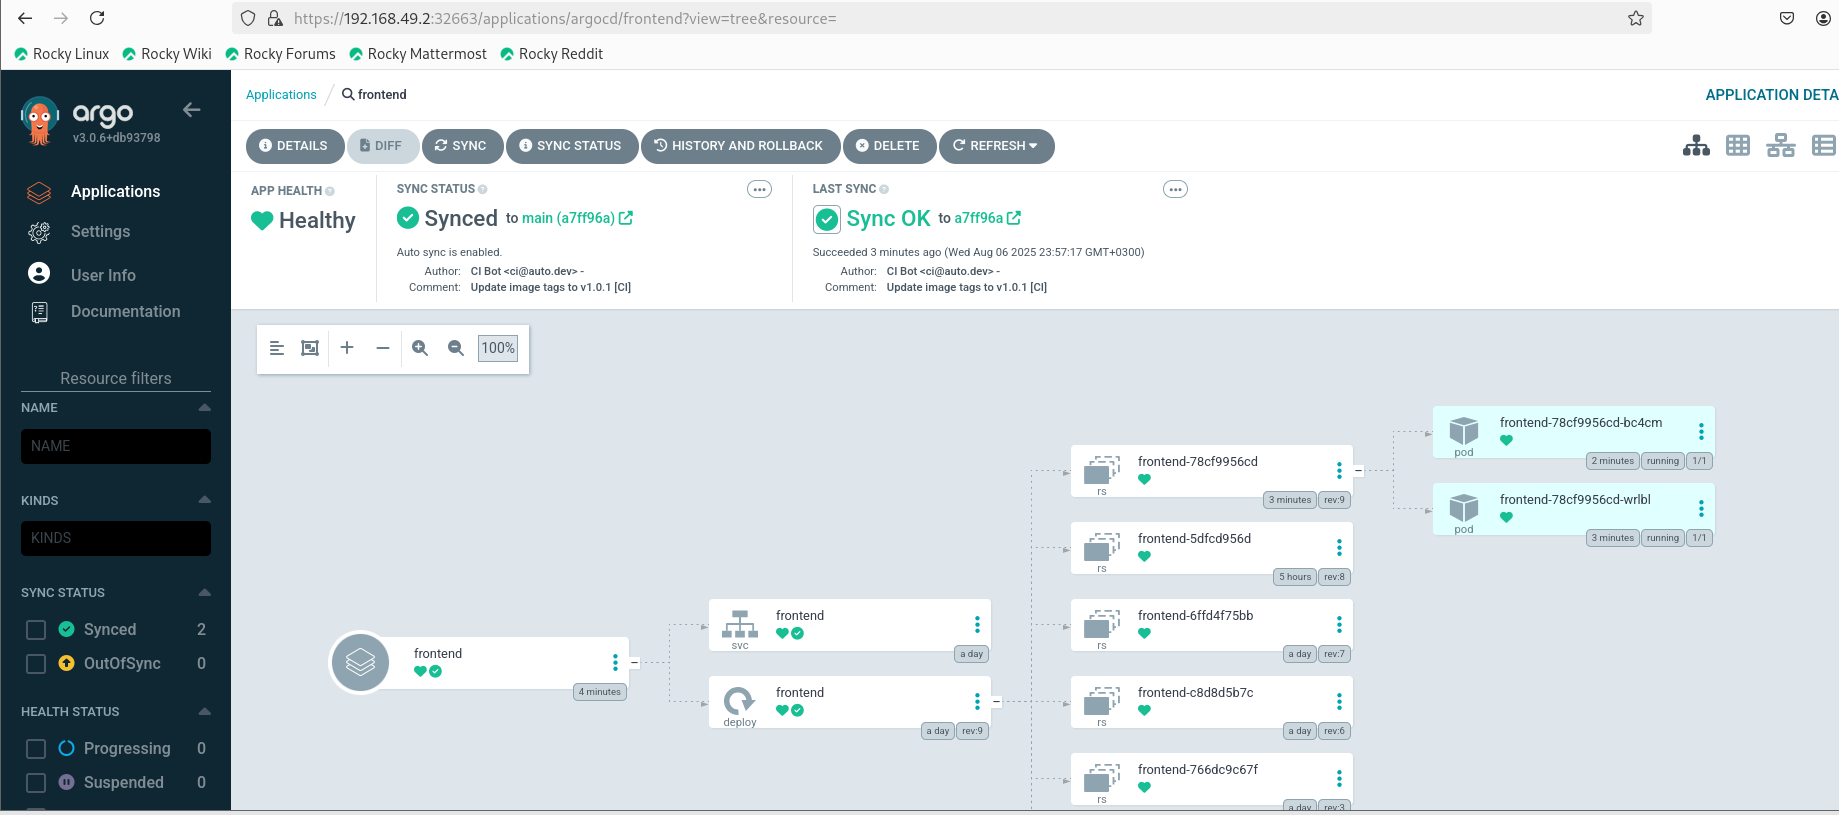 https://192.168.49.2:32663/applications/argocd/frontend?view=tree&resource=
Rocky Linux Rocky Wiki Rocky Forums Rocky Mattermost Rocky Reddit
argo
v3.0.6+db93798
Applications
Settings
User Info
Documentation
Resource filters
NAME
NAME
KINDS
KINDS
SYNC STATUS
Synced 2
OutOfSync 0
HEALTH STATUS
Progressing 0
Suspended 0
Applications / frontend
APPLICATION DETA
DETAILS DIFF SYNC SYNC STATUS HISTORY AND ROLLBACK DELETE REFRESH
APP HEALTH
Healthy
SYNC STATUS
Synced to main (a7ff96a)
Auto sync is enabled.
Author: CI Bot <ci@auto.dev> -
Comment: Update image tags to v1.0.1 [CI]
LAST SYNC
Sync OK to a7ff96a
Succeeded 3 minutes ago (Wed Aug 06 2025 23:57:17 GMT+0300)
Author: CI Bot <ci@auto.dev> -
Comment: Update image tags to v1.0.1 [CI]
100%
frontend
4 minutes
frontend
svc
a day
frontend
deploy
a day rev:9
frontend-78cf9956cd
rs
3 minutes rev:9
frontend-5dfcd956d
rs
5 hours rev:8
frontend-6ffd4f75bb
rs
a day rev:7
frontend-c8d8d5b7c
rs
a day rev:6
frontend-766dc9c67f
rs
a day rev:3
frontend-78cf9956cd-bc4cm
pod
2 minutes running 1/1
frontend-78cf9956cd-wrlbl
pod
3 minutes running 1/1